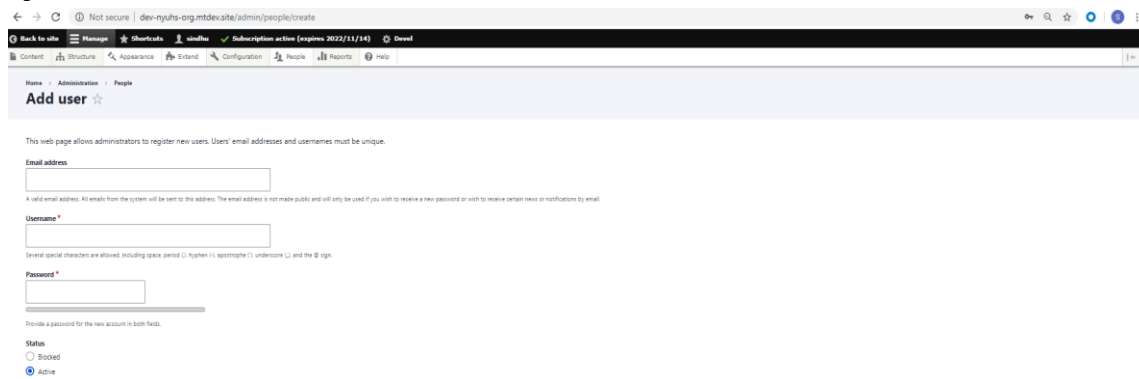 Not secure | dev-nyuhs-org.mtdev.site/admin/people/create
S
Back to site Manage Shortcuts sindhu Subscription active (expires 2022/11/14) Devel
Content Structure Appearance Extend Configuration People Reports Help
Home › Administration › People
Add user
This web page allows administrators to register new users. Users' email addresses and usernames must be unique.
Email address
A valid email address. All emails from the system will be sent to this address. The email address is not made public and will only be used if you wish to receive a new password or wish to receive certain news or notifications by email.
Username *
Several special characters are allowed, including space, period (.), hyphen (-), apostrophe ('), underscore (_), and the @ sign.
Password *
Provide a password for the new account in both fields.
Status
Blocked
Active